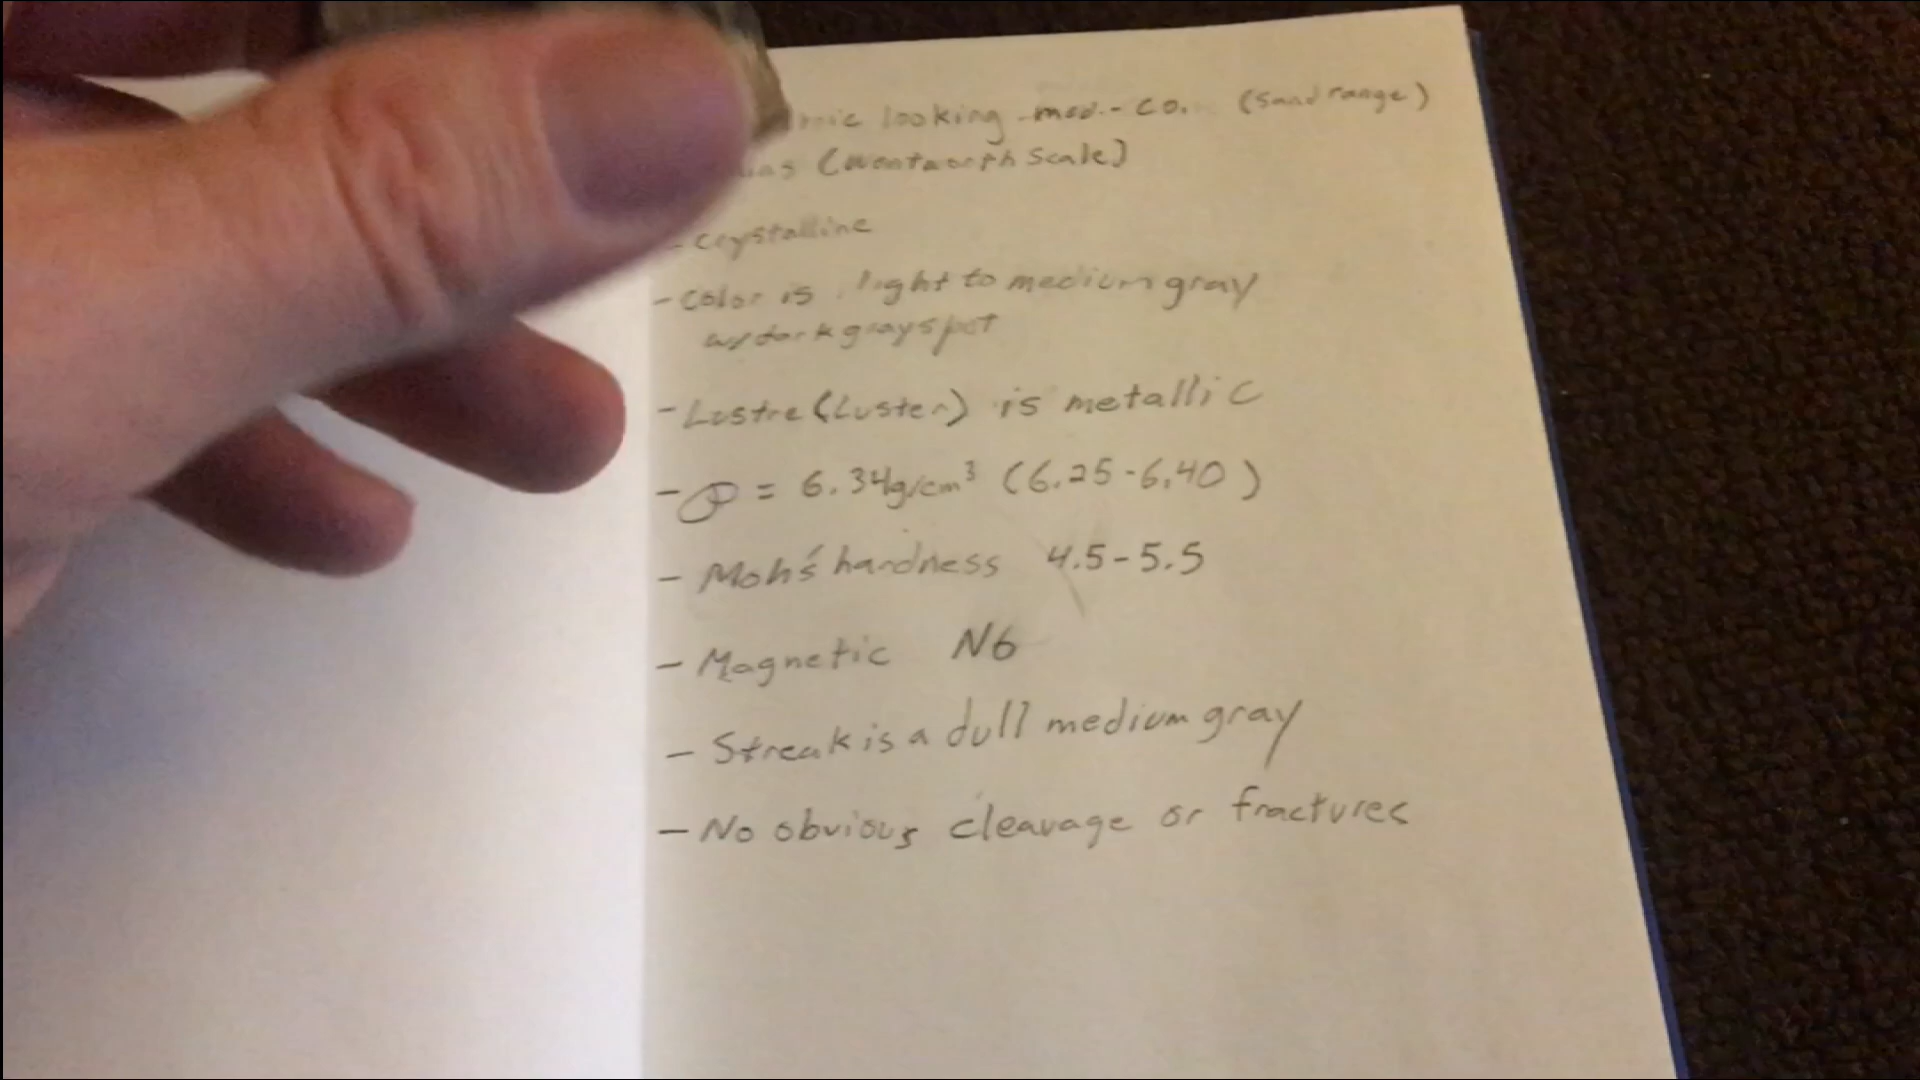 looking med.- co. (Sand range)
(Wentworth Scale)
- Crystalline
- Color is light to medium gray
w/dark gray spot
- Lustre (Luster) is metallic
- = 6.34g/cm³ (6.25-6.40)
- Moh's hardness 4.5-5.5
- Magnetic NO
- Streak is a dull medium gray
- No obvious cleavage or fractures